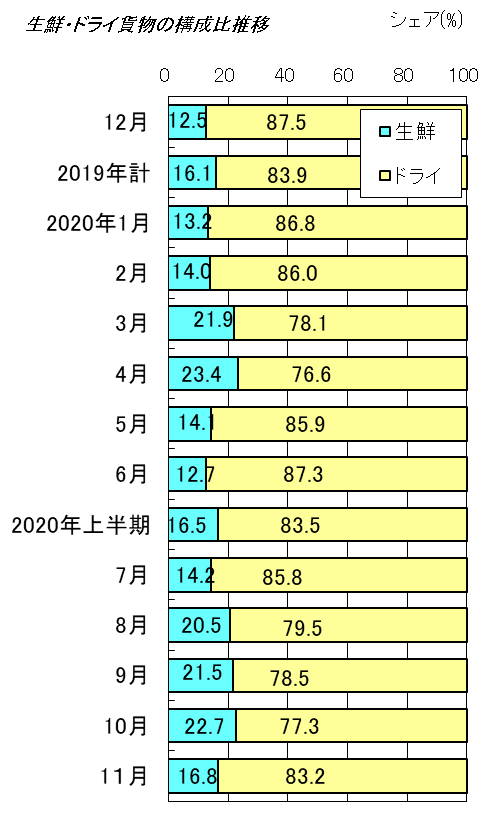 生鮮・ドライ貨物の構成比推移
シェア(%)
0 20 40 60 80 100
12月 12.5 87.5
生鮮
2019年計 16.1 83.9
ドライ
2020年1月 13.2 86.8
2月 14.0 86.0
3月 21.9 78.1
4月 23.4 76.6
5月 14.1 85.9
6月 12.7 87.3
2020年上半期 16.5 83.5
7月 14.2 85.8
8月 20.5 79.5
9月 21.5 78.5
10月 22.7 77.3
11月 16.8 83.2